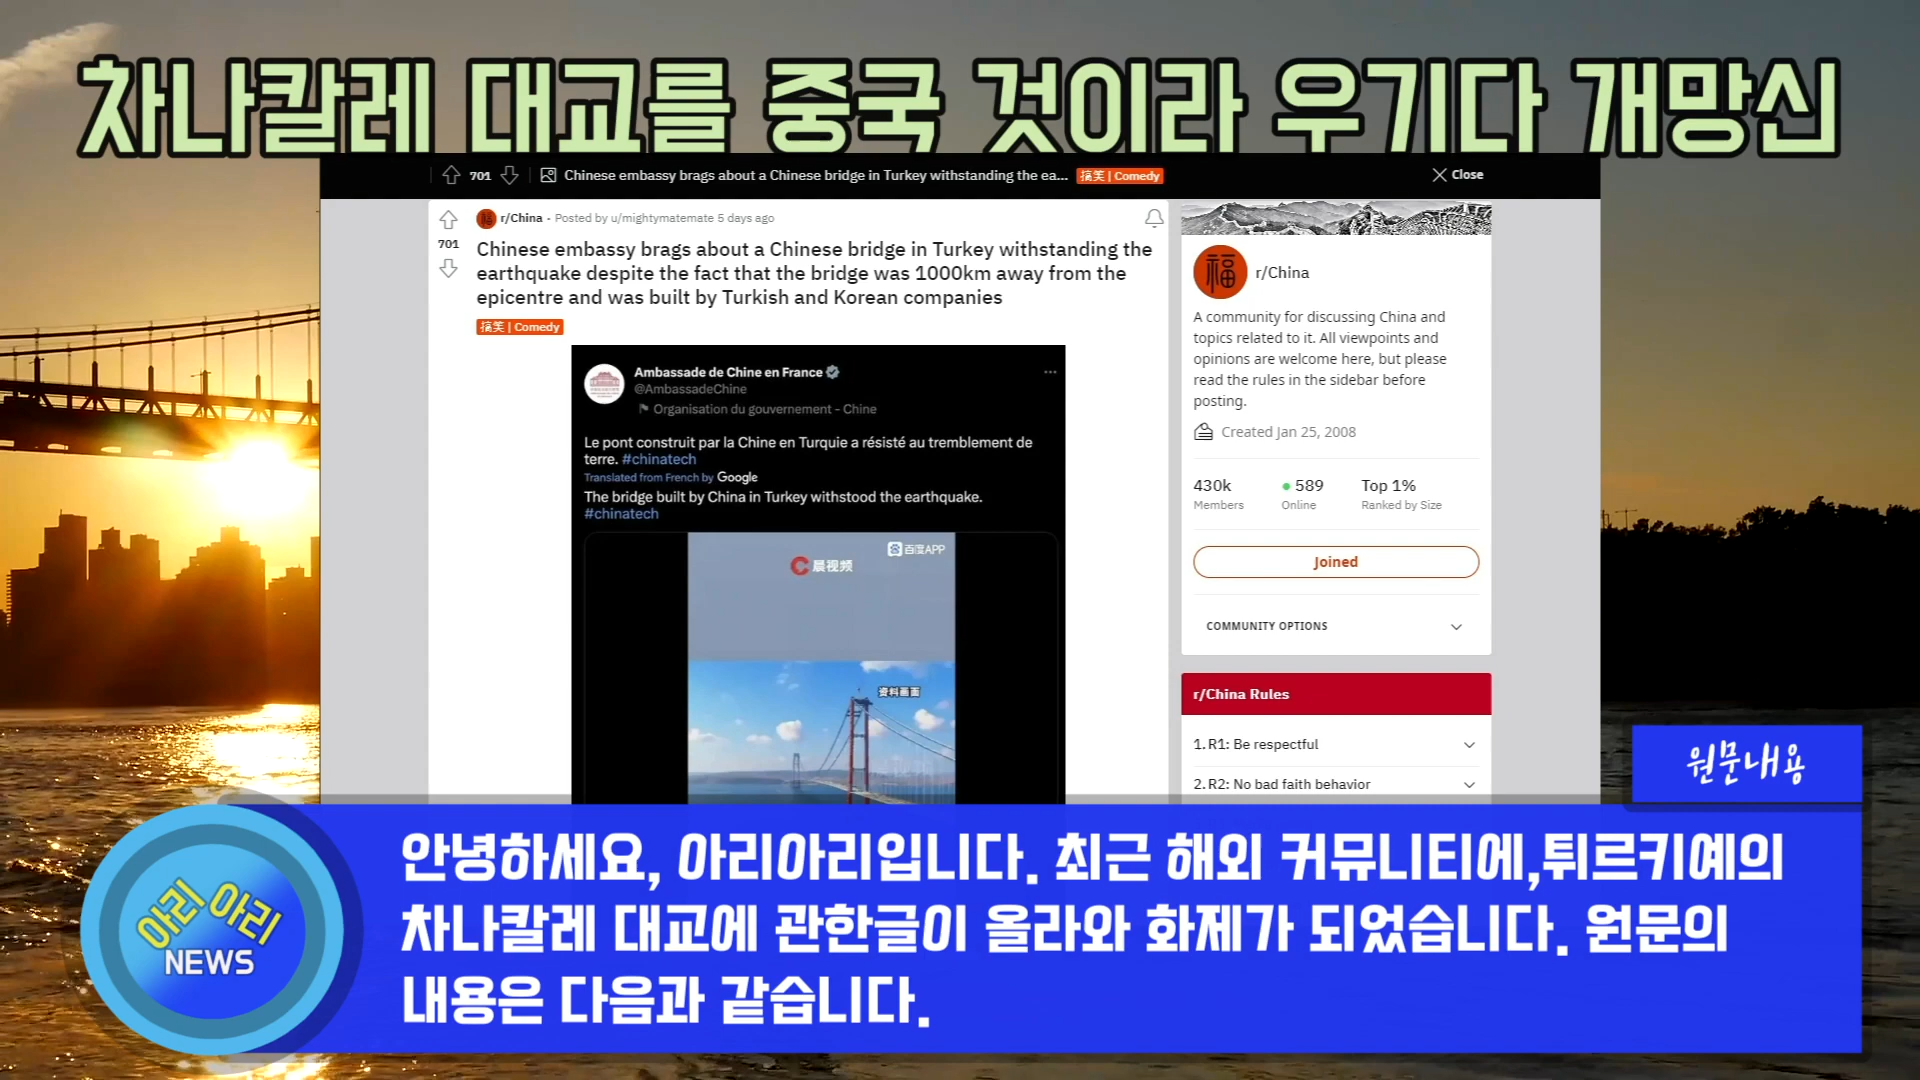 차나칼레 대교를 중국 것이라 우기다 개망신
701
Chinese embassy brags about a Chinese bridge in Turkey withstanding the ea...
搞笑 | Comedy
Close
r/China · Posted by u/mightymatemate 5 days ago
701
Chinese embassy brags about a Chinese bridge in Turkey withstanding the
earthquake despite the fact that the bridge was 1000km away from the
epicentre and was built by Turkish and Korean companies
搞笑 | Comedy
Ambassade de Chine en France
@AmbassadeChine
Organisation du gouvernement - Chine
Le pont construit par la Chine en Turquie a résisté au tremblement de
terre. #chinatech
Translated from French by Google
The bridge built by China in Turkey withstood the earthquake.
#chinatech
百度APP
晨视频
资料画面
福
r/China
A community for discussing China and
topics related to it. All viewpoints and
opinions are welcome here, but please
read the rules in the sidebar before
posting.
Created Jan 25, 2008
430k
Members
589
Online
Top 1%
Ranked by Size
Joined
COMMUNITY OPTIONS
r/China Rules
1. R1: Be respectful
2. R2: No bad faith behavior
원문내용
아리 아리
NEWS
안녕하세요, 아리아리입니다. 최근 해외 커뮤니티에,튀르키예의
차나칼레 대교에 관한글이 올라와 화제가 되었습니다. 원문의
내용은 다음과 같습니다.